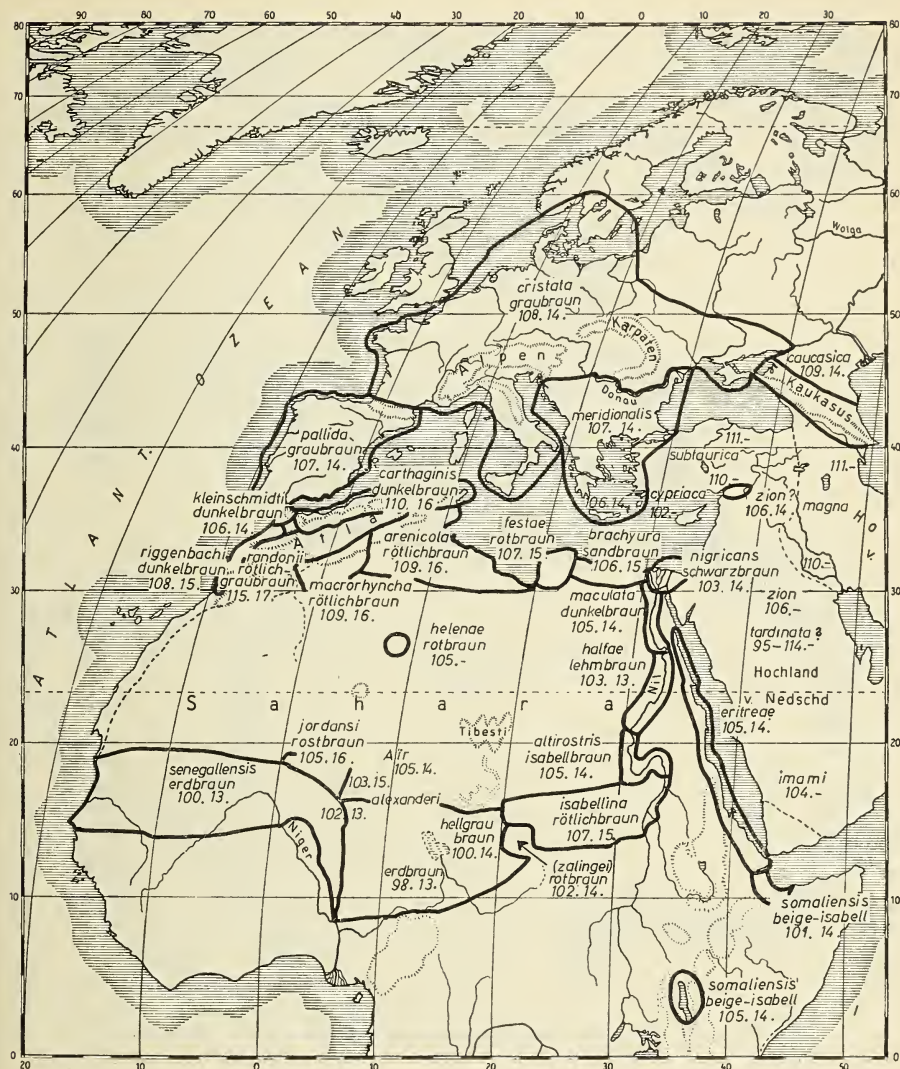 90 80 70 60 50 40 30 20 10 0 10 20 30
80 80
70
60
50
40
30
20
10
0
Wolga
ATLANT. OZEAN
cristata
graubraun
108.14.
Karpaten
Alpen
Donau
caucasica
109.14.
Kaukasus
meridionalis
107.14.
pallida
graubraun
107.14.
111.-
subtaurica
110.-
111.-
carthaginis
dunkelbraun
110.16
106.14.
cypriaca
102.-
zion?
106.14.
magna
110.-
kleinschmidti
dunkelbraun
106.14.
Atla
arenicola
rötlichbraun
109.16.
festae
rotbraun
107.15
brachyura
sandbraun
106.15
nigricans
schwarzbraun
103.14
riggenbachi
dunkelbraun
108.15.
randonii
rötlich-
graubraun
115.17.
macrorhyncha
rötlichbraun
109.16.
zion
106.-
maculata
dunkelbraun
105.14.
tardinata?
95-114.-
helenae
rotbraun
105.-
halfae
lehmbraun
103.13.
Hochland
v. Nedschd
Nil
Sahara
eritreae
105.14.
Tibesti
jordansi
rostbraun
105.16.
Aïr
105.14.
103.15.
altirostris
isabellbraun
105.14.
senegallensis
erdbraun
100.13.
102.13.
alexanderi
imami
104.-
isabellina
rötlichbraun
107.15
Niger
hellgrau
braun
100.14.
(zalingei)
rotbraun
102.14.
erdbraun
98.13.
somaliensis
beige-isabell
101.14.
somaliensis
beige-isabell
105.14.
20 10 0 10 20 30 40 50